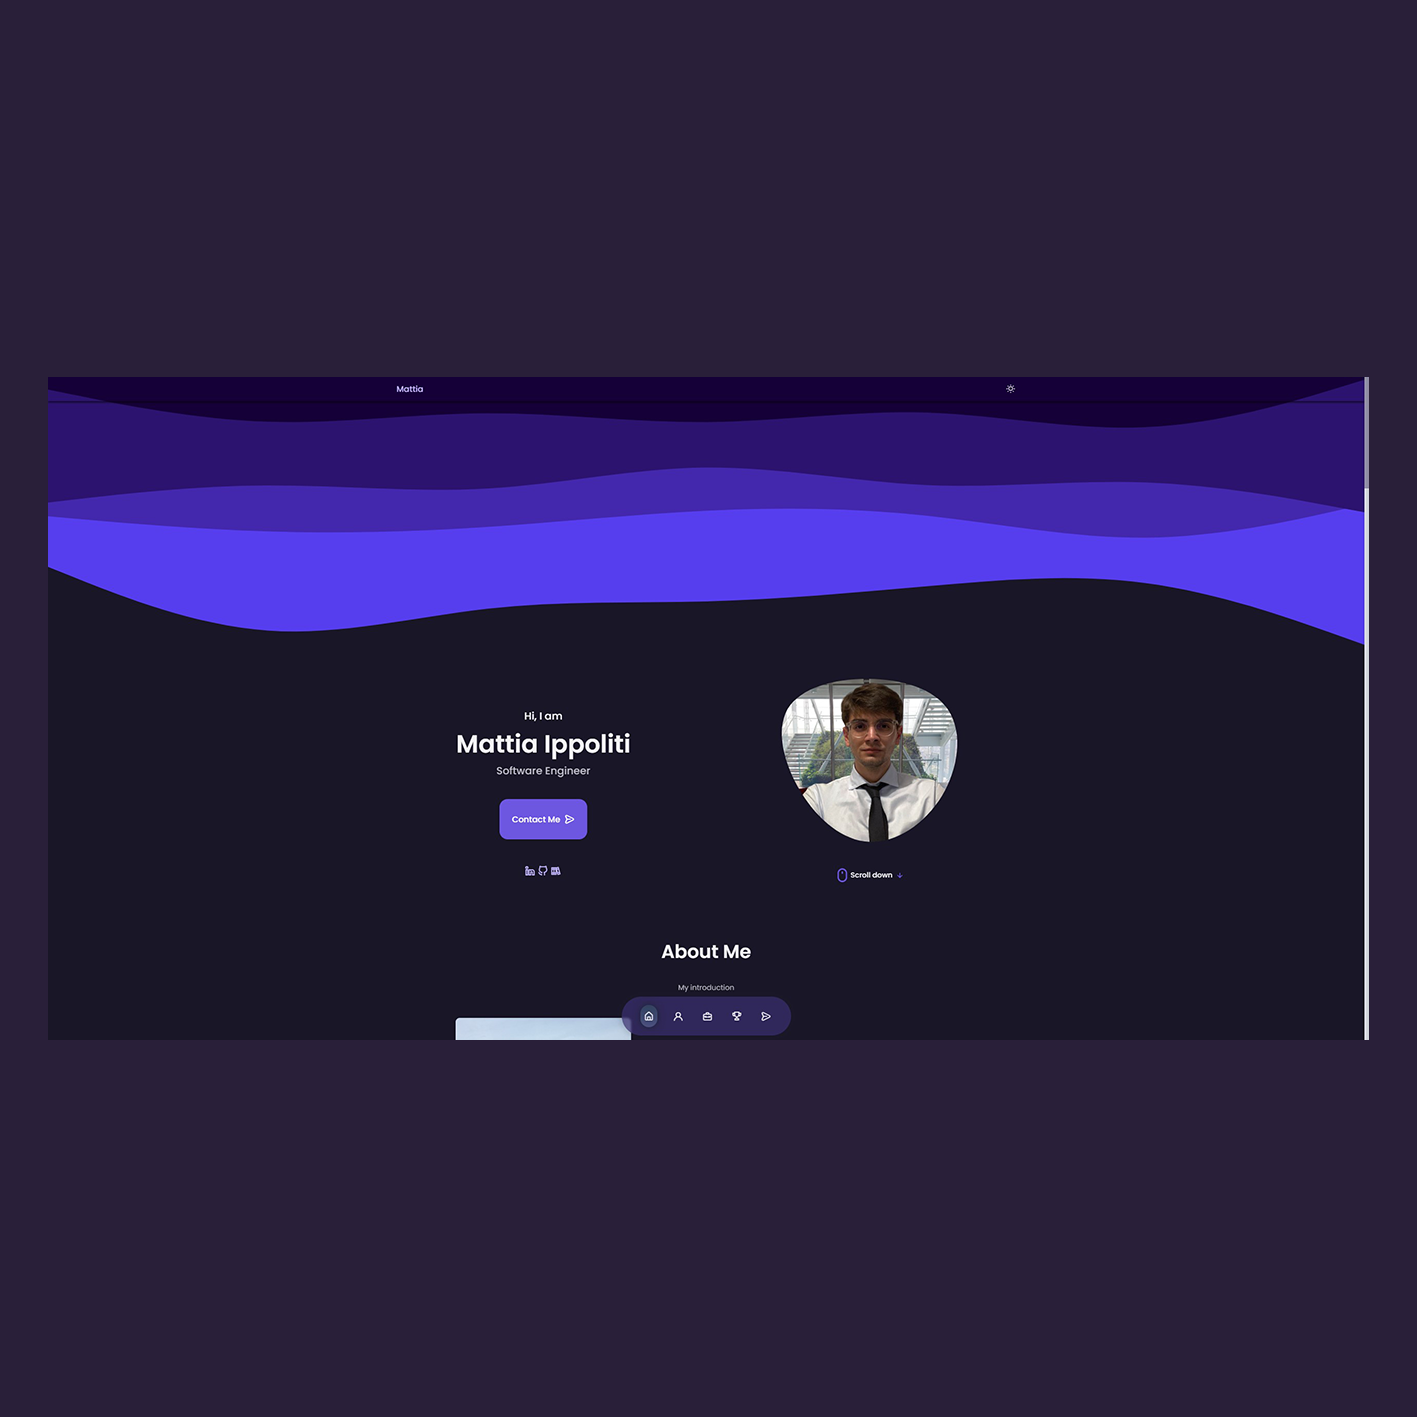 Mattia
Hi, I am
Mattia Ippoliti
Software Engineer
Contact Me
Scroll down
About Me
My introduction